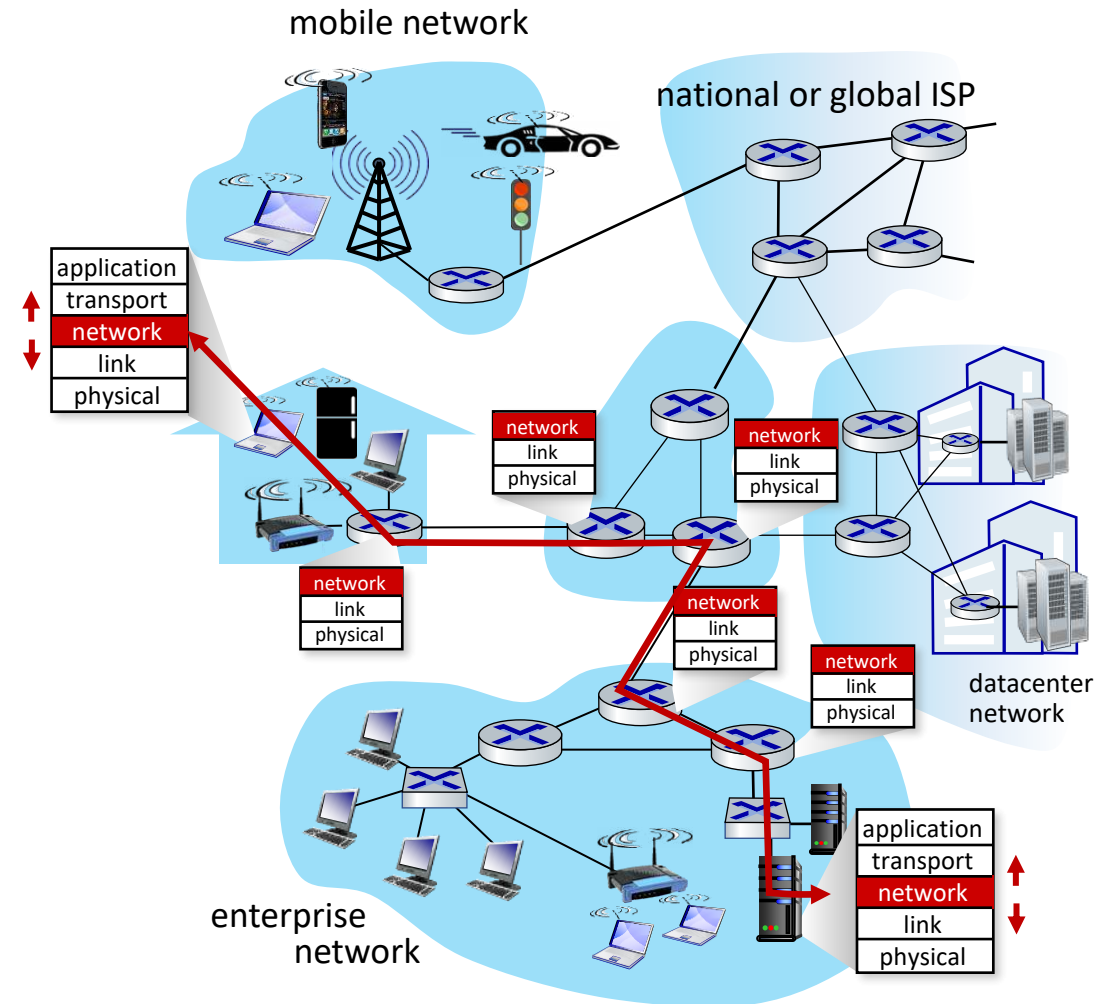 mobile network
national or global ISP
application
transport
network
link
physical
network
link
physical
network
link
physical
network
link
physical
network
link
physical
network
link
physical
datacenter
network
application
transport
network
link
physical
enterprise
network